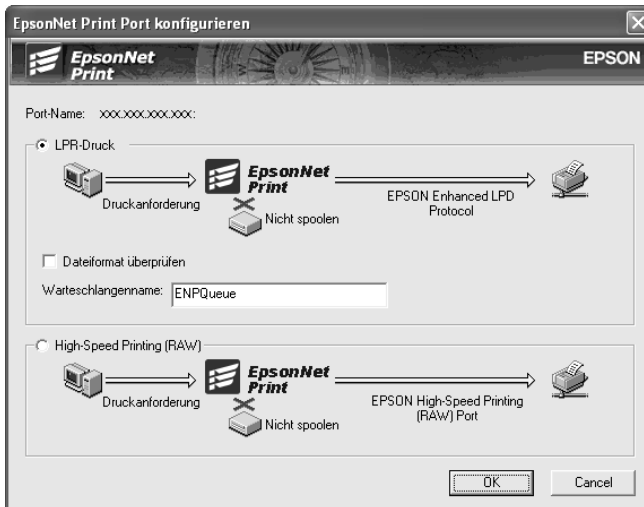 EpsonNet Print Port konfigurieren
EpsonNet
Print
EPSON
Port-Name: xxx.xxx.xxx.xxx:
LPR-Druck
Druckanforderung
EpsonNet
Print
Nicht spoolen
EPSON Enhanced LPD
Protocol
Dateiformat überprüfen
Warteschlangenname: ENPQueue
High-Speed Printing (RAW)
Druckanforderung
EpsonNet
Print
Nicht spoolen
EPSON High-Speed Printing
(RAW) Port
OK
Cancel